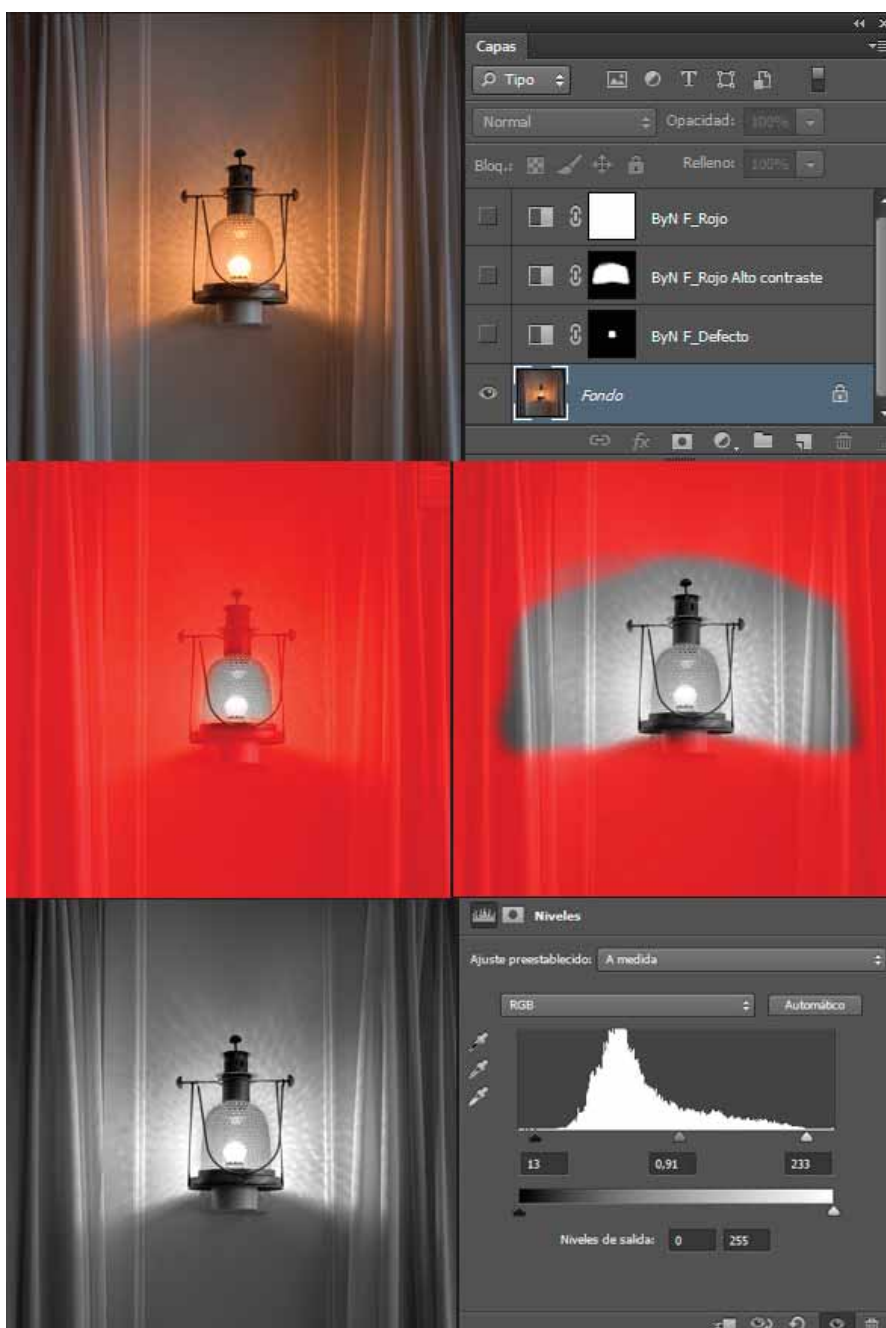 Capas
Tipo
Normal Opacidad: 100%
Bloq.: Relleno: 100%
ByN F_Rojo
ByN F_Rojo Alto contraste
ByN F_Defecto
Fondo
Niveles
Ajuste preestablecido: A medida
RGB Automático
13 0,91 233
Niveles de salida: 0 255